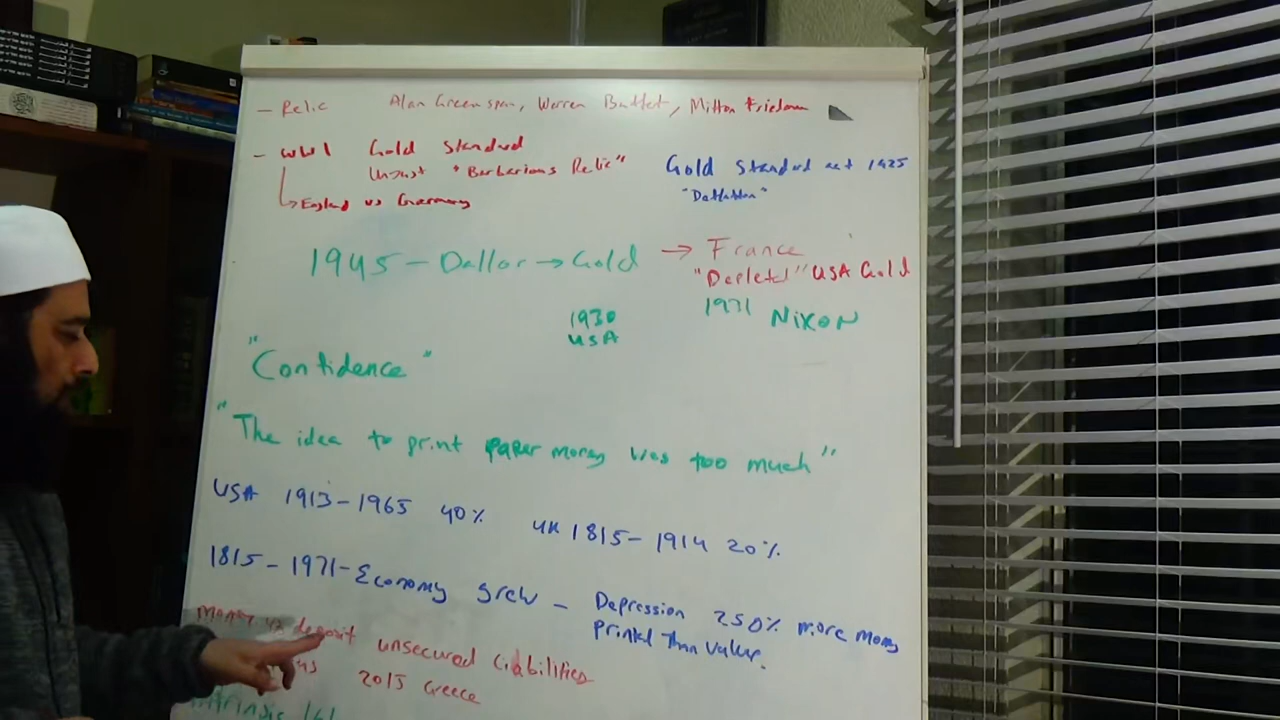 - Relic Alan Greenspan, Warren Buffet, Milton Friedman
- WW1 Gold Standard
Unjust "Barbarious Relic"
Gold Standard act 1925
"Deflation"
England vs Germany
1945 - Dollar → Gold → France
"Depleted" USA Gold
1930
USA
1971 NIXON
"Confidence"
"The idea to print paper money was too much"
USA 1913-1965 40%
UK 1815-1914 20%
1815-1971-Economy grew - Depression 250% more money
printed than value.
money deposit unsecured liabilities
2015 Greece